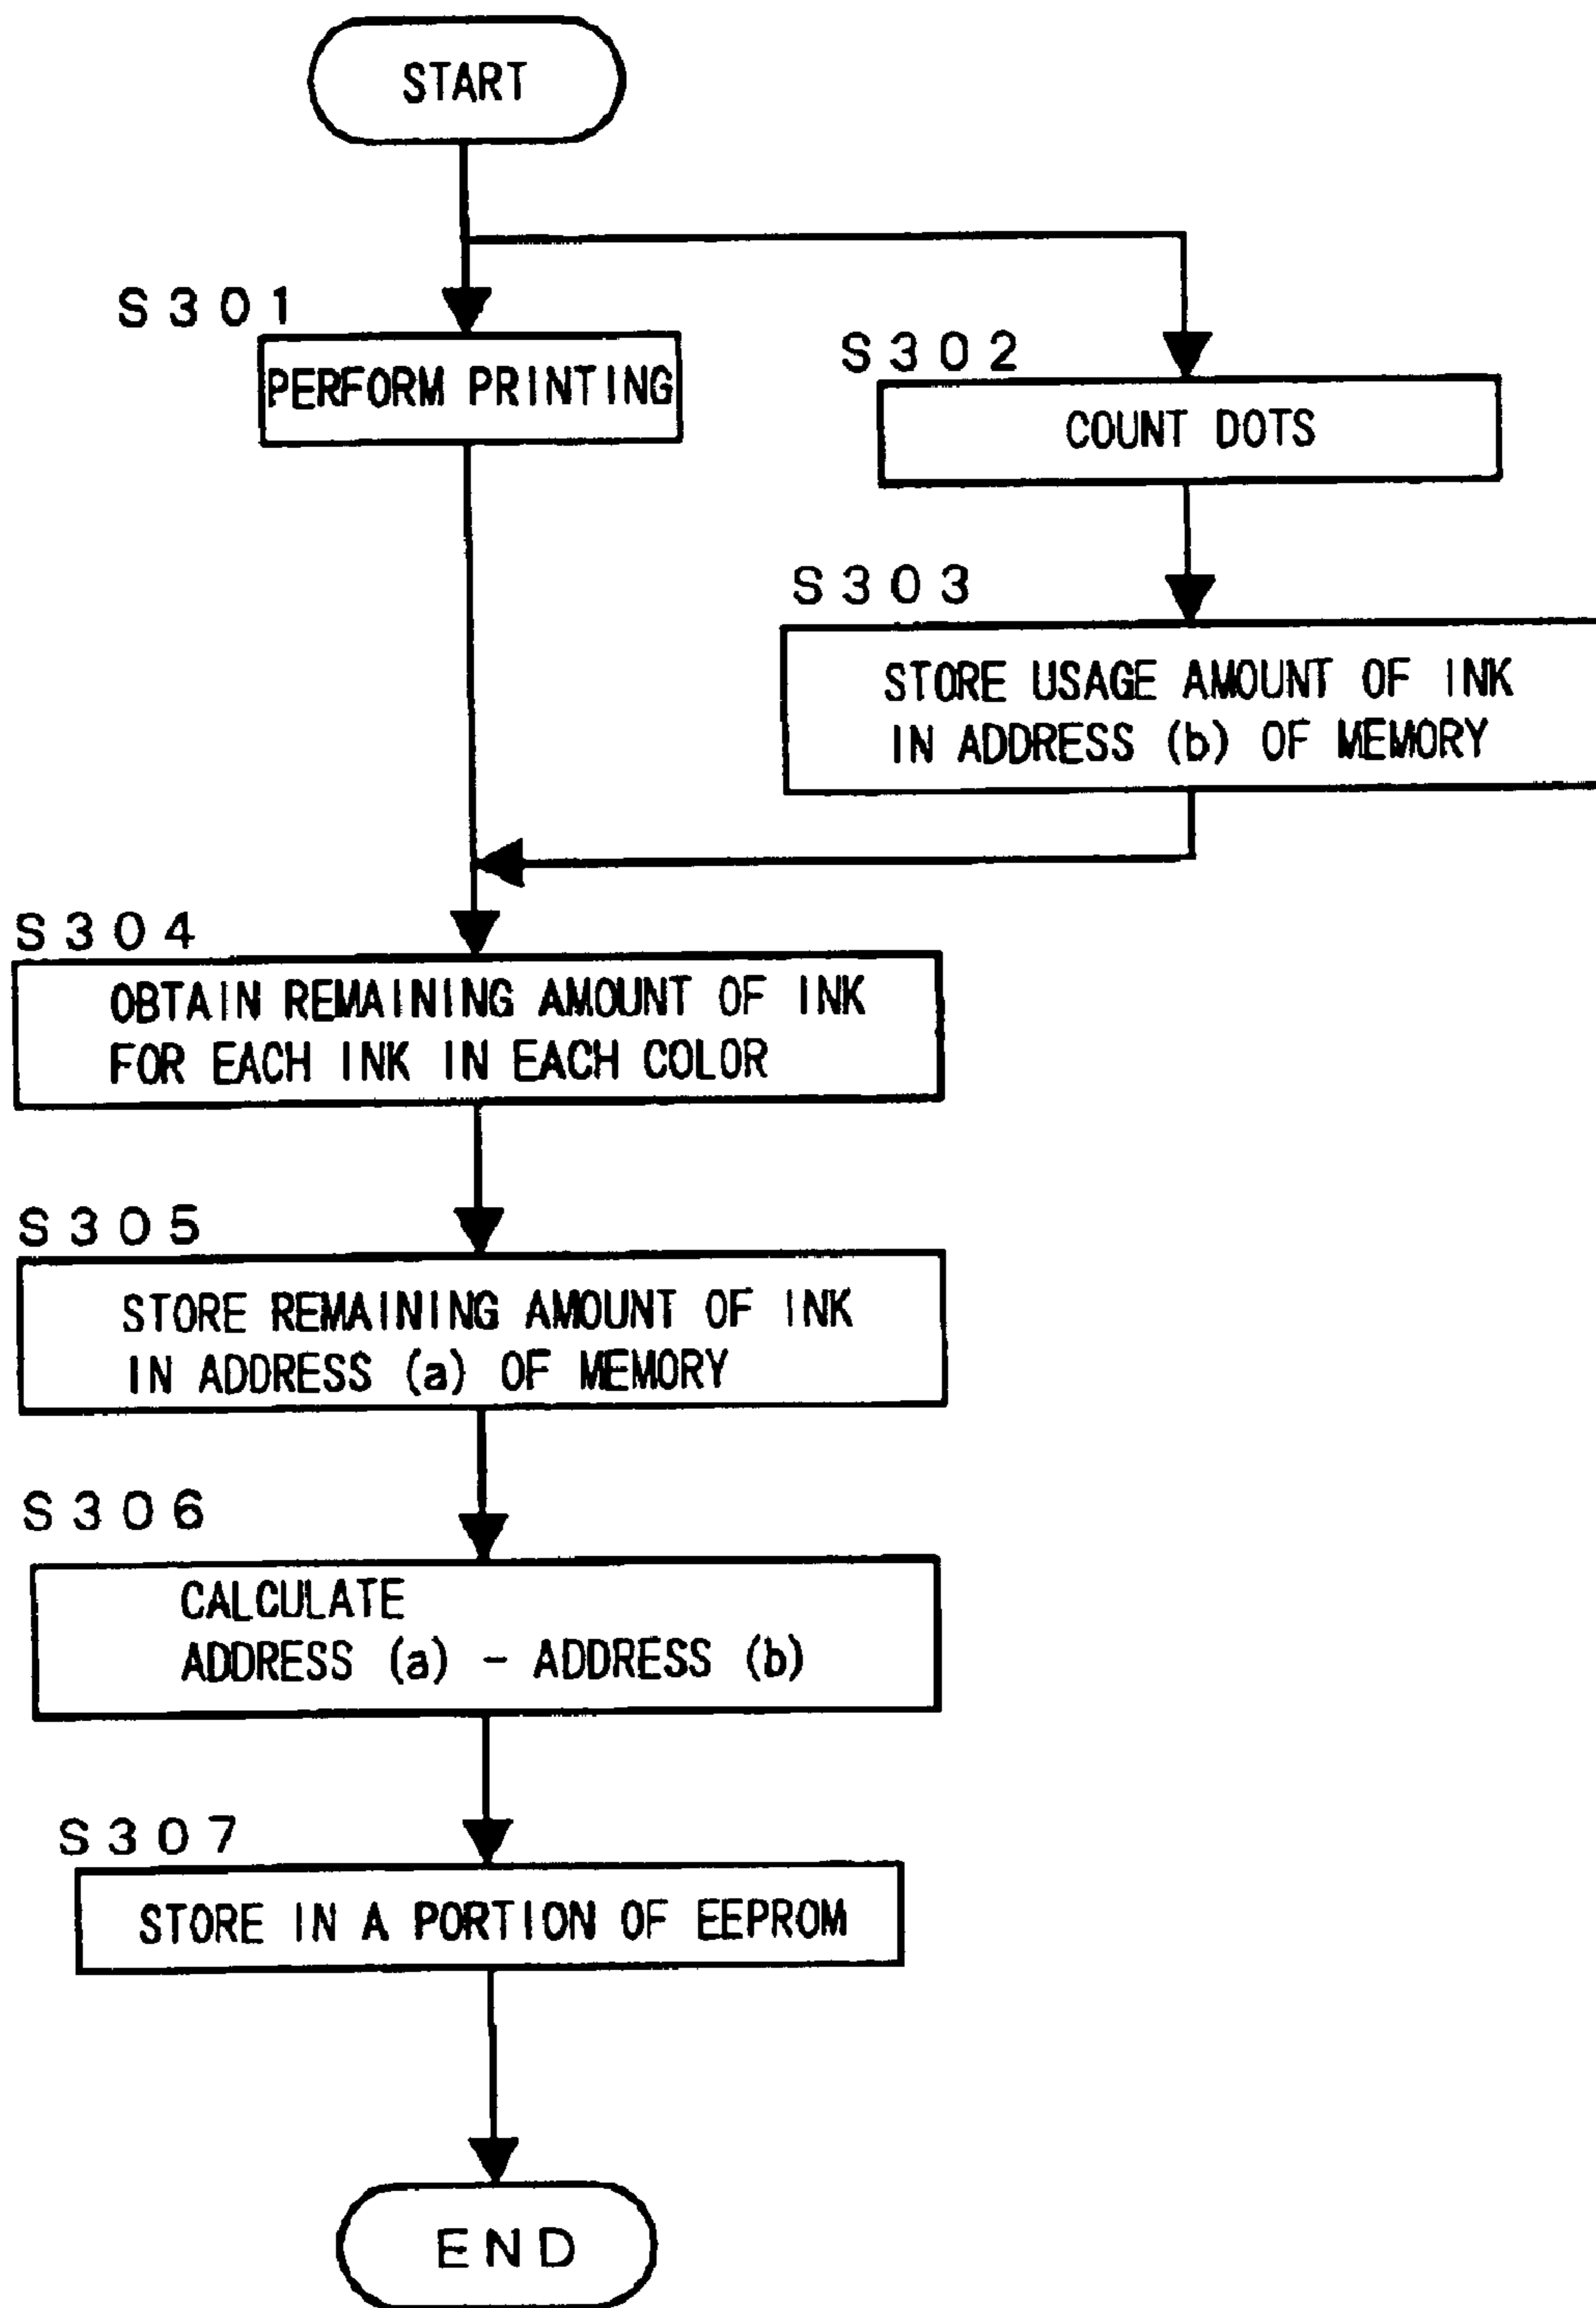 START
S301
PERFORM PRINTING
S302
COUNT DOTS
S303
STORE USAGE AMOUNT OF INK
IN ADDRESS (b) OF MEMORY
S304
OBTAIN REMAINING AMOUNT OF INK
FOR EACH INK IN EACH COLOR
S305
STORE REMAINING AMOUNT OF INK
IN ADDRESS (a) OF MEMORY
S306
CALCULATE
ADDRESS (a) - ADDRESS (b)
S307
STORE IN A PORTION OF EEPROM
END